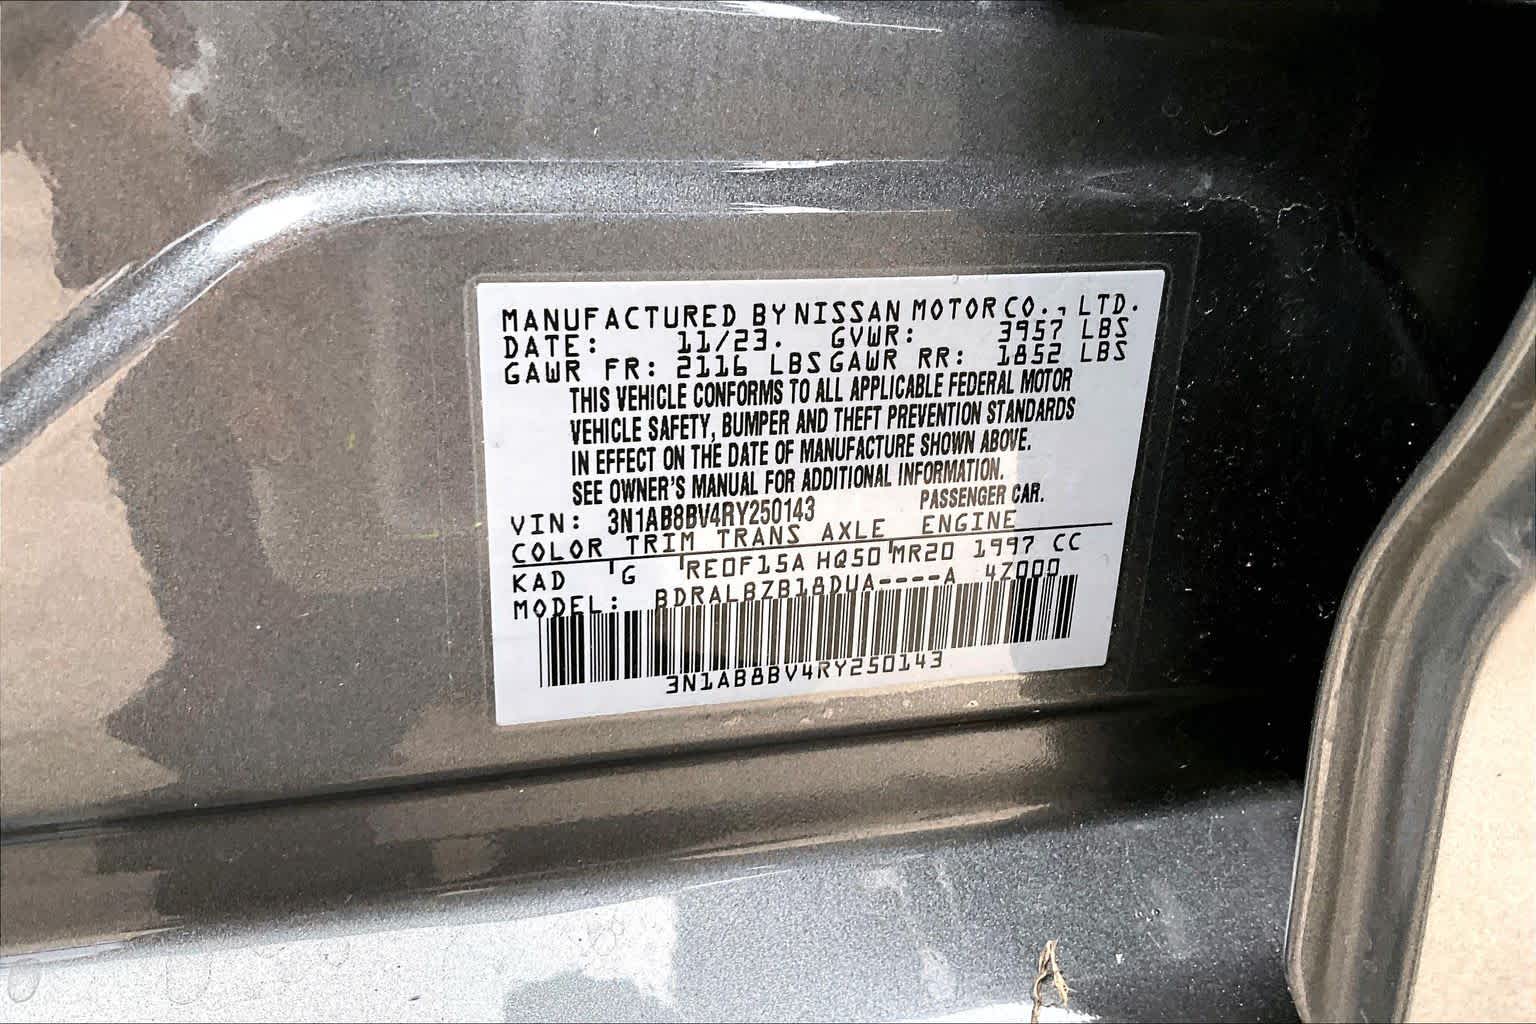 MANUFACTURED BY NISSAN MOTOR CO., LTD.
DATE: 11/23. GVWR: 3957 LBS
GAWR FR: 2116 LBS GAWR RR: 1852 LBS
THIS VEHICLE CONFORMS TO ALL APPLICABLE FEDERAL MOTOR
VEHICLE SAFETY, BUMPER AND THEFT PREVENTION STANDARDS
IN EFFECT ON THE DATE OF MANUFACTURE SHOWN ABOVE.
SEE OWNER'S MANUAL FOR ADDITIONAL INFORMATION.
VIN: 3N1AB8BV4RY250143 PASSENGER CAR.
COLOR TRIM TRANS AXLE ENGINE
KAD G RE0F15A HQ50 MR20 1997 CC
MODEL: BDRALBZB18DUA----A 4Z000
3N1AB8BV4RY250143